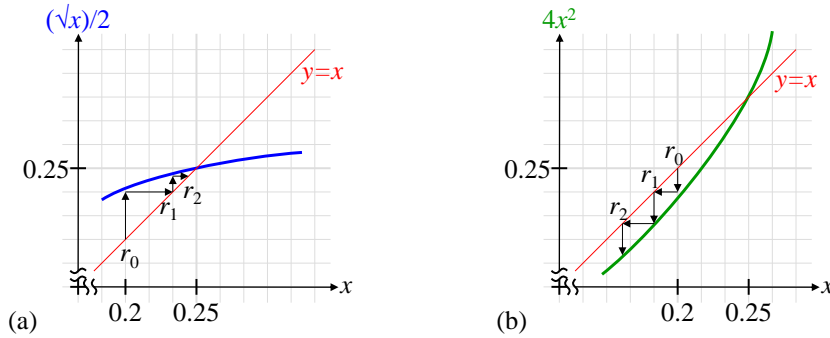 (√x)/2
y=x
0.25
r₂
r₁
r₀
x
0.2
0.25
(a)
4x²
y=x
0.25
r₀
r₁
r₂
x
0.2
0.25
(b)